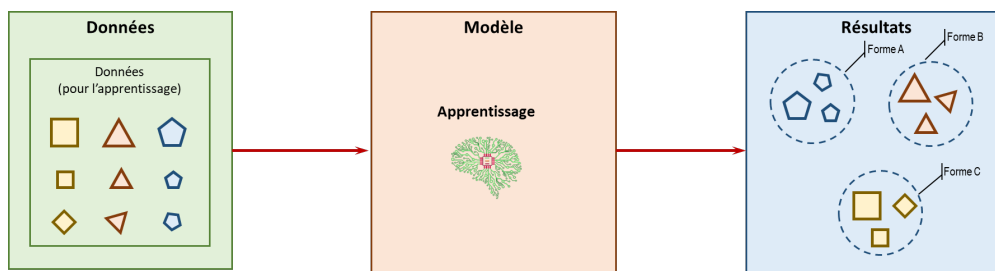 Données
Données
(pour l'apprentissage)
Modèle
Apprentissage
Résultats
Forme A
Forme B
Forme C